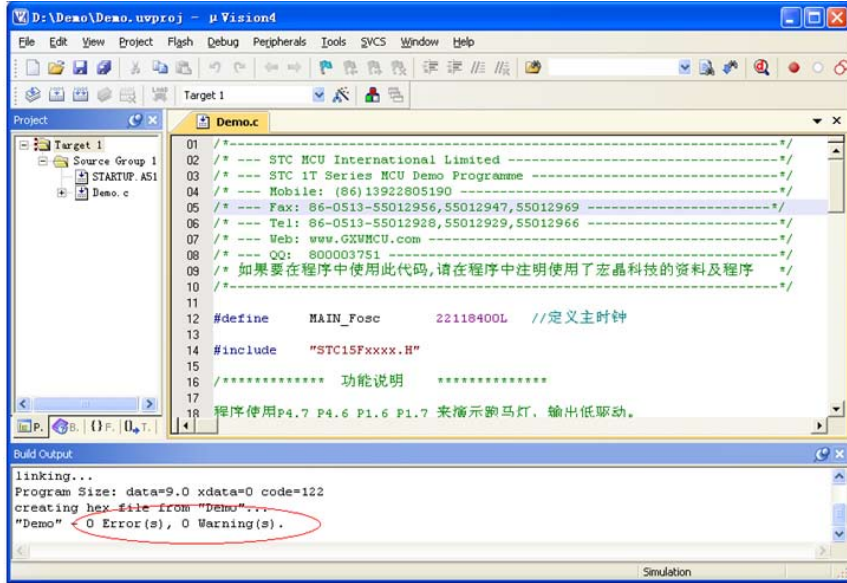 D:\Demo\Demo.uvproj - µVision4
File Edit View Project Flash Debug Peripherals Tools SVCS Window Help
Target 1
Project
Demo.c
Target 1
Source Group 1
STARTUP.A51
Demo.c
01 /*----------------------------------------------------------------------*/
02 /* --- STC MCU International Limited -----------------------------------*/
03 /* --- STC 1T Series MCU Demo Programme --------------------------------*/
04 /* --- Mobile: (86)13922805190 -----------------------------------------*/
05 /* --- Fax: 86-0513-55012956,55012947,55012969 ------------------------*/
06 /* --- Tel: 86-0513-55012928,55012929,55012966 -------------------------*/
07 /* --- Web: www.GXWMCU.com ---------------------------------------------*/
08 /* --- QQ: 800003751 ---------------------------------------------------*/
09 /* 如果要在程序中使用此代码,请在程序中注明使用了宏晶科技的资料及程序 */
10 /*----------------------------------------------------------------------*/
11
12 #define MAIN_Fosc 22118400L //定义主时钟
13
14 #include "STC15Fxxxx.H"
15
16 /************* 功能说明 **************
17
18 程序使用P4.7 P4.6 P1.6 P1.7 来演示跑马灯，输出低驱动。
P. B. {} F. T.
Build Output
linking...
Program Size: data=9.0 xdata=0 code=122
creating hex file from "Demo"...
"Demo" - 0 Error(s), 0 Warning(s).
Simulation